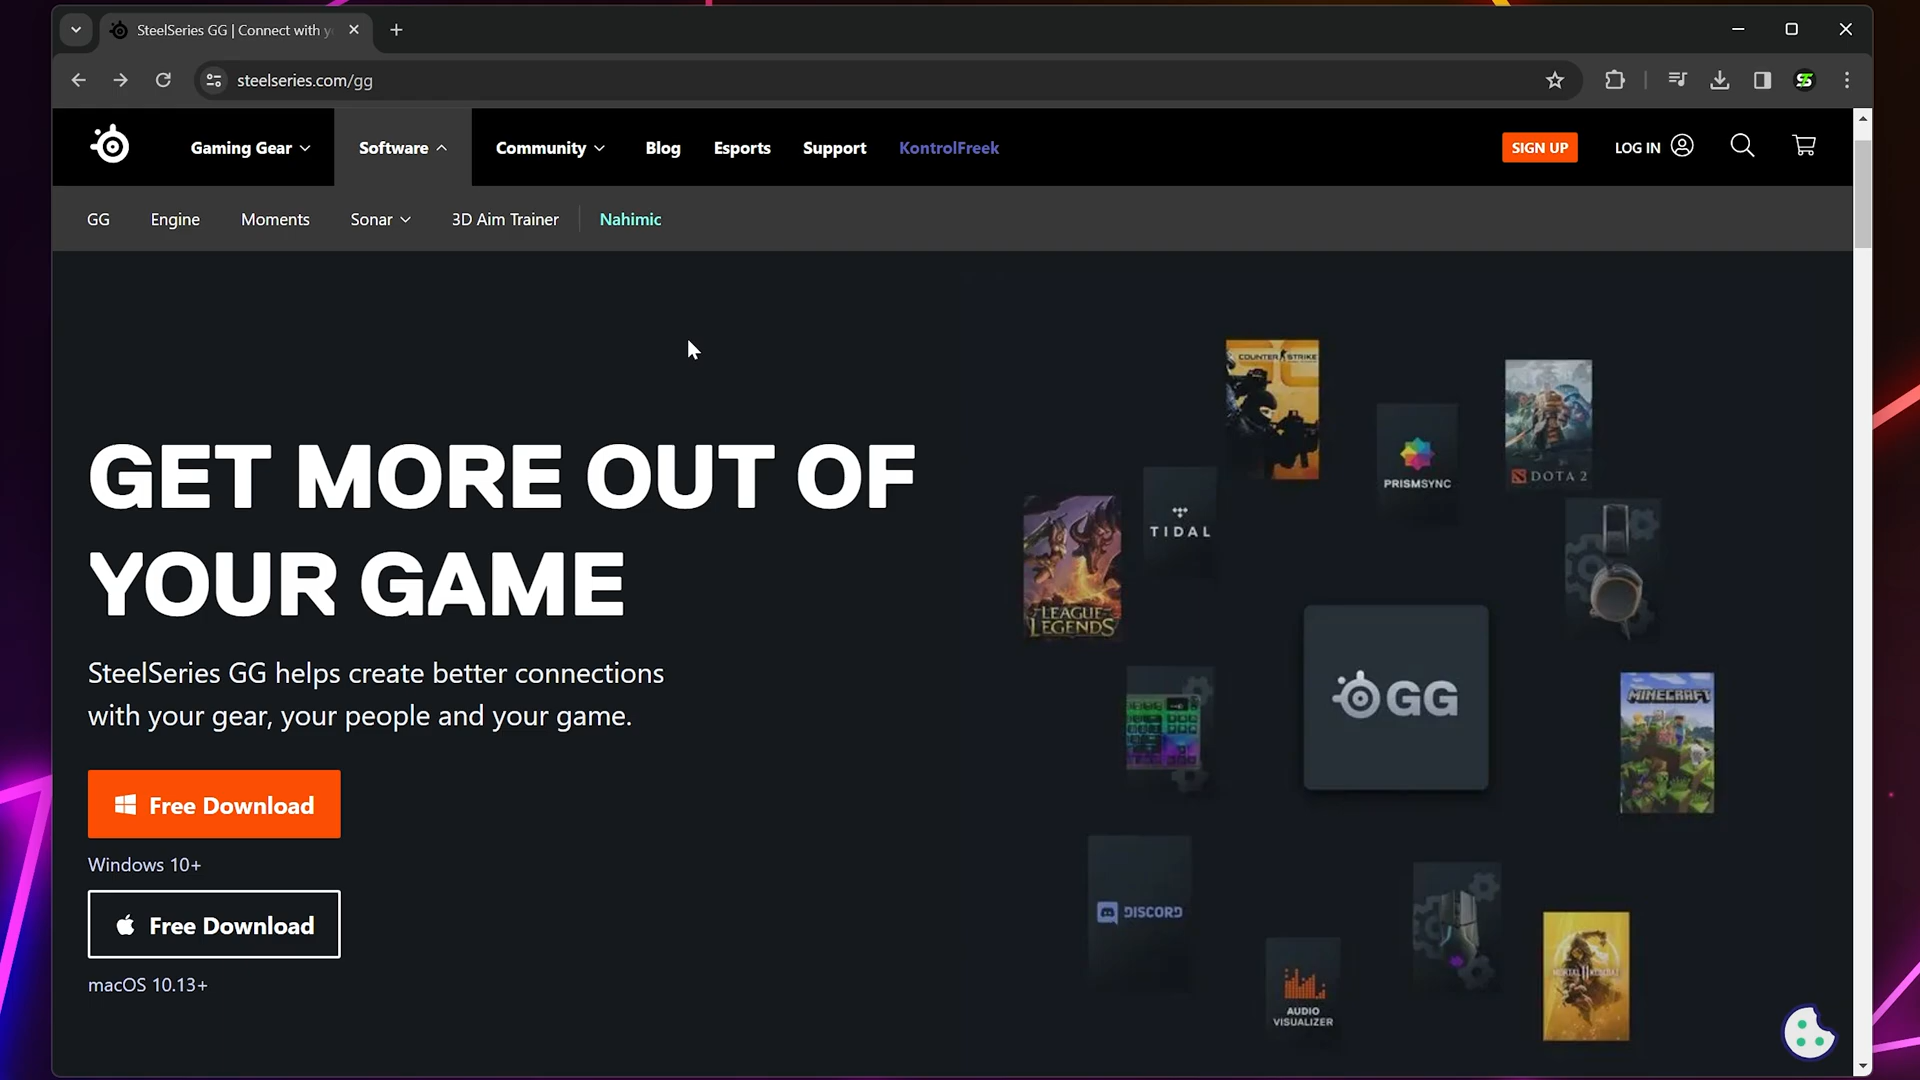 SteelSeries GG | Connect with y
steelseries.com/gg
Gaming Gear
Software
Community
Blog
Esports
Support
KontrolFreek
SIGN UP
LOG IN
GG
Engine
Moments
Sonar
3D Aim Trainer
Nahimic
GET MORE OUT OF
YOUR GAME
SteelSeries GG helps create better connections
with your gear, your people and your game.
Free Download
Windows 10+
Free Download
macOS 10.13+
COUNTER STRIKE
PRISMSYNC
DOTA 2
TIDAL
LEAGUE
LEGENDS
GG
MINECRAFT
DISCORD
MORTAL KOMBAT
AUDIO
VISUALIZER